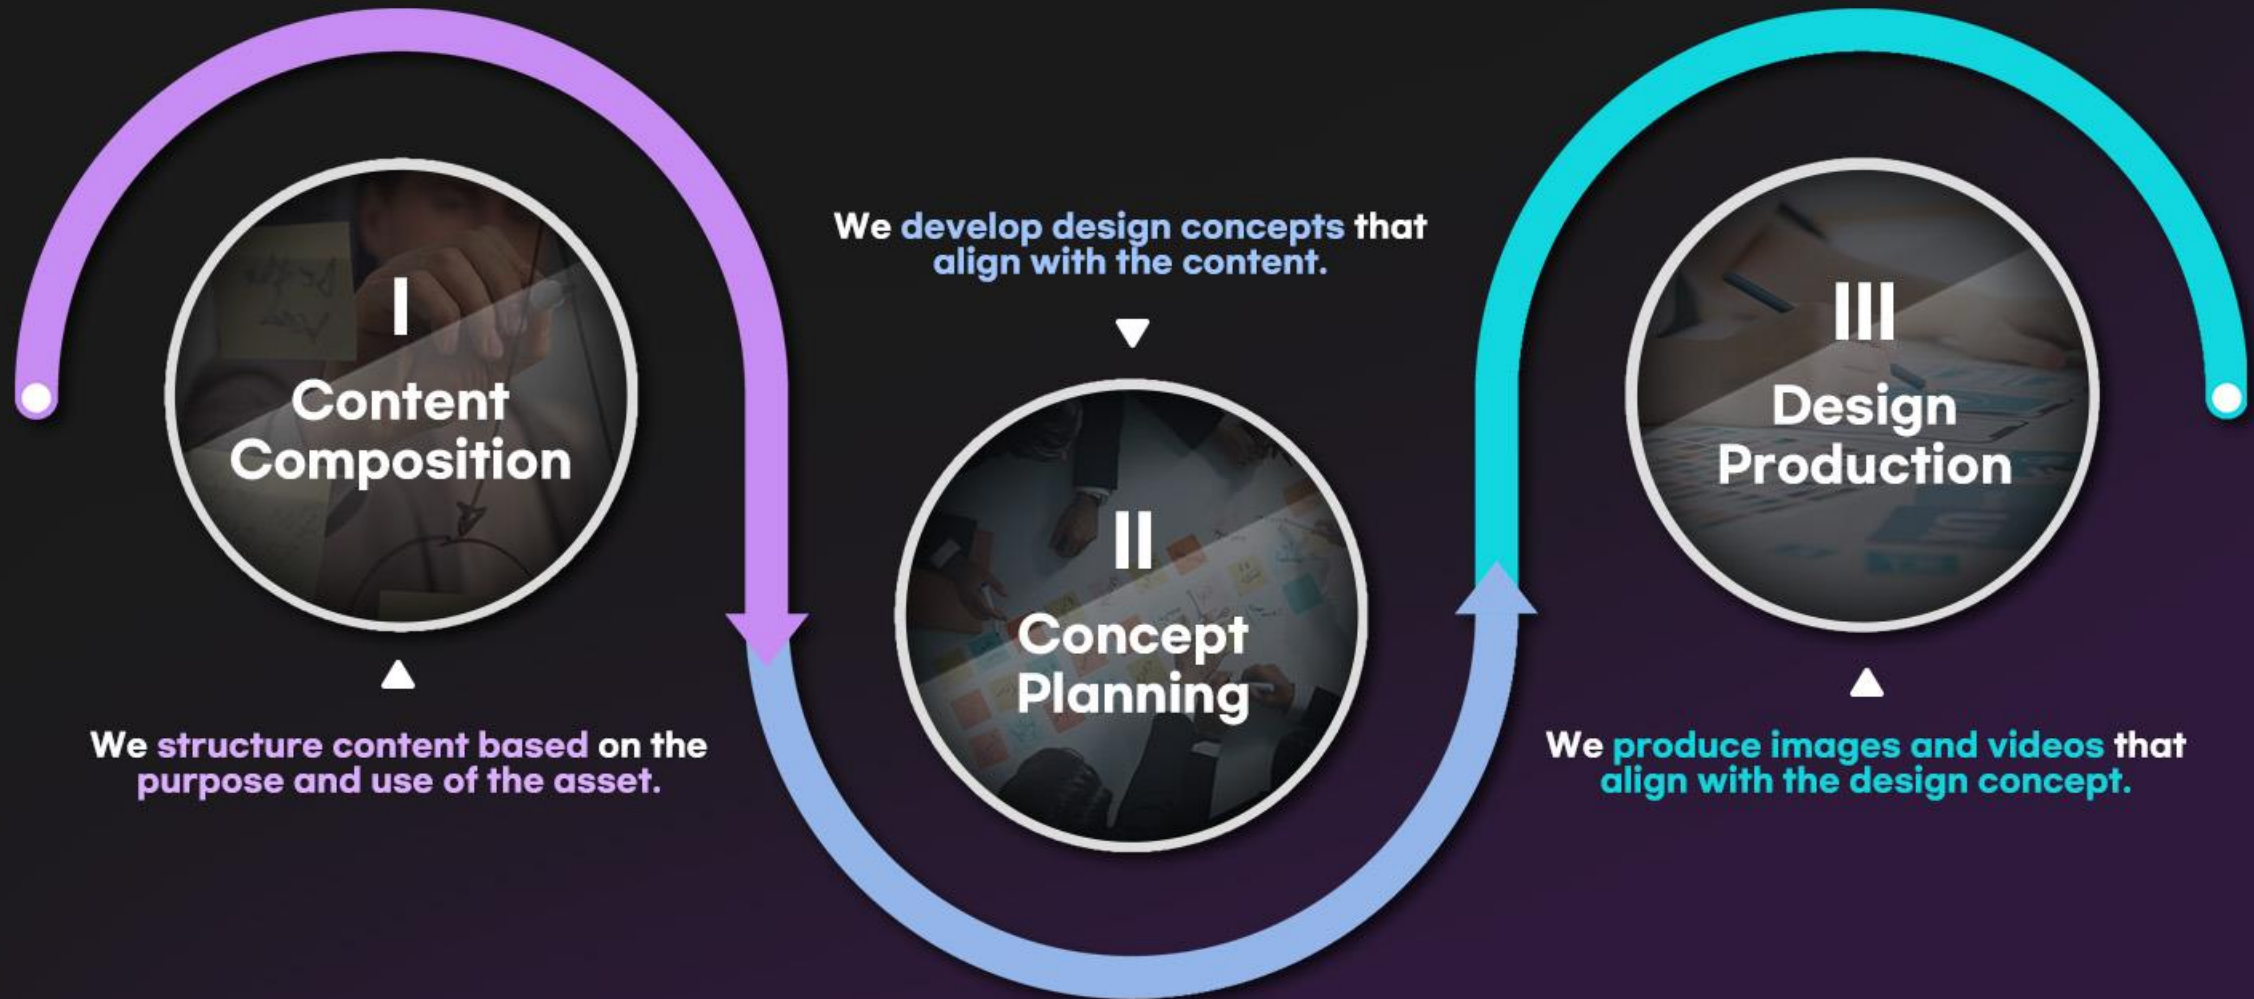 I
Content
Composition
We structure content based on the
purpose and use of the asset.
We develop design concepts that
align with the content.
II
Concept
Planning
III
Design
Production
We produce images and videos that
align with the design concept.